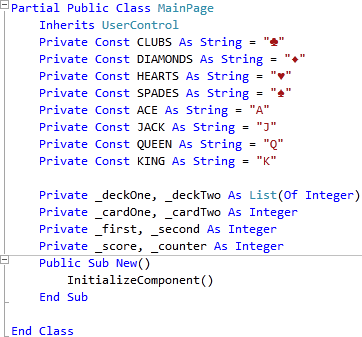 Partial Public Class MainPage
Inherits UserControl
Private Const CLUBS As String = "♣"
Private Const DIAMONDS As String = "♦"
Private Const HEARTS As String = "♥"
Private Const SPADES As String = "♠"
Private Const ACE As String = "A"
Private Const JACK As String = "J"
Private Const QUEEN As String = "Q"
Private Const KING As String = "K"
Private _deckOne, _deckTwo As List(Of Integer)
Private _cardOne, _cardTwo As Integer
Private _first, _second As Integer
Private _score, _counter As Integer
Public Sub New()
InitializeComponent()
End Sub
End Class